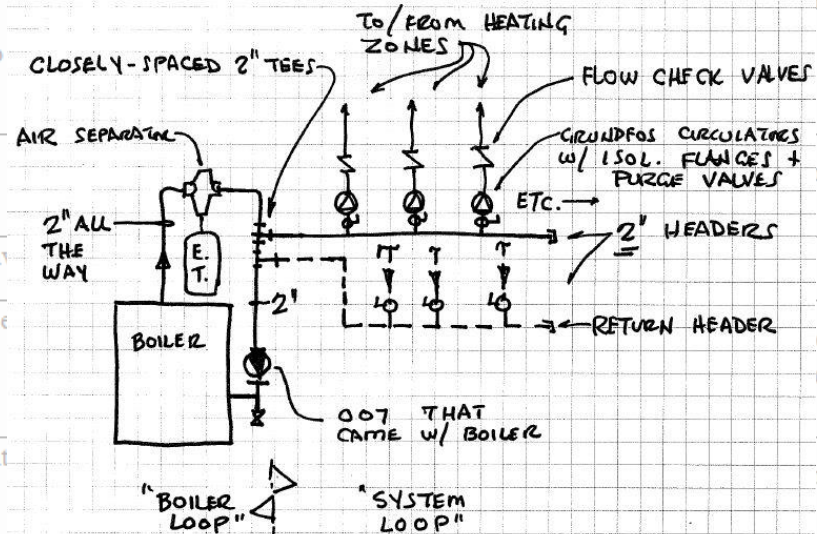 TO/FROM HEATING
ZONES
CLOSELY-SPACED 2" TEES
FLOW CHECK VALVES
AIR SEPARATOR
GRUNDFOS CIRCULATORS
W/ ISOL. FLANGES +
PURGE VALVES
ETC.
2" ALL
THE
WAY
E.
T.
2" HEADERS
T
T
T
2"
BOILER
RETURN HEADER
007 THAT
CAME W/ BOILER
"BOILER
LOOP"
"SYSTEM
LOOP"